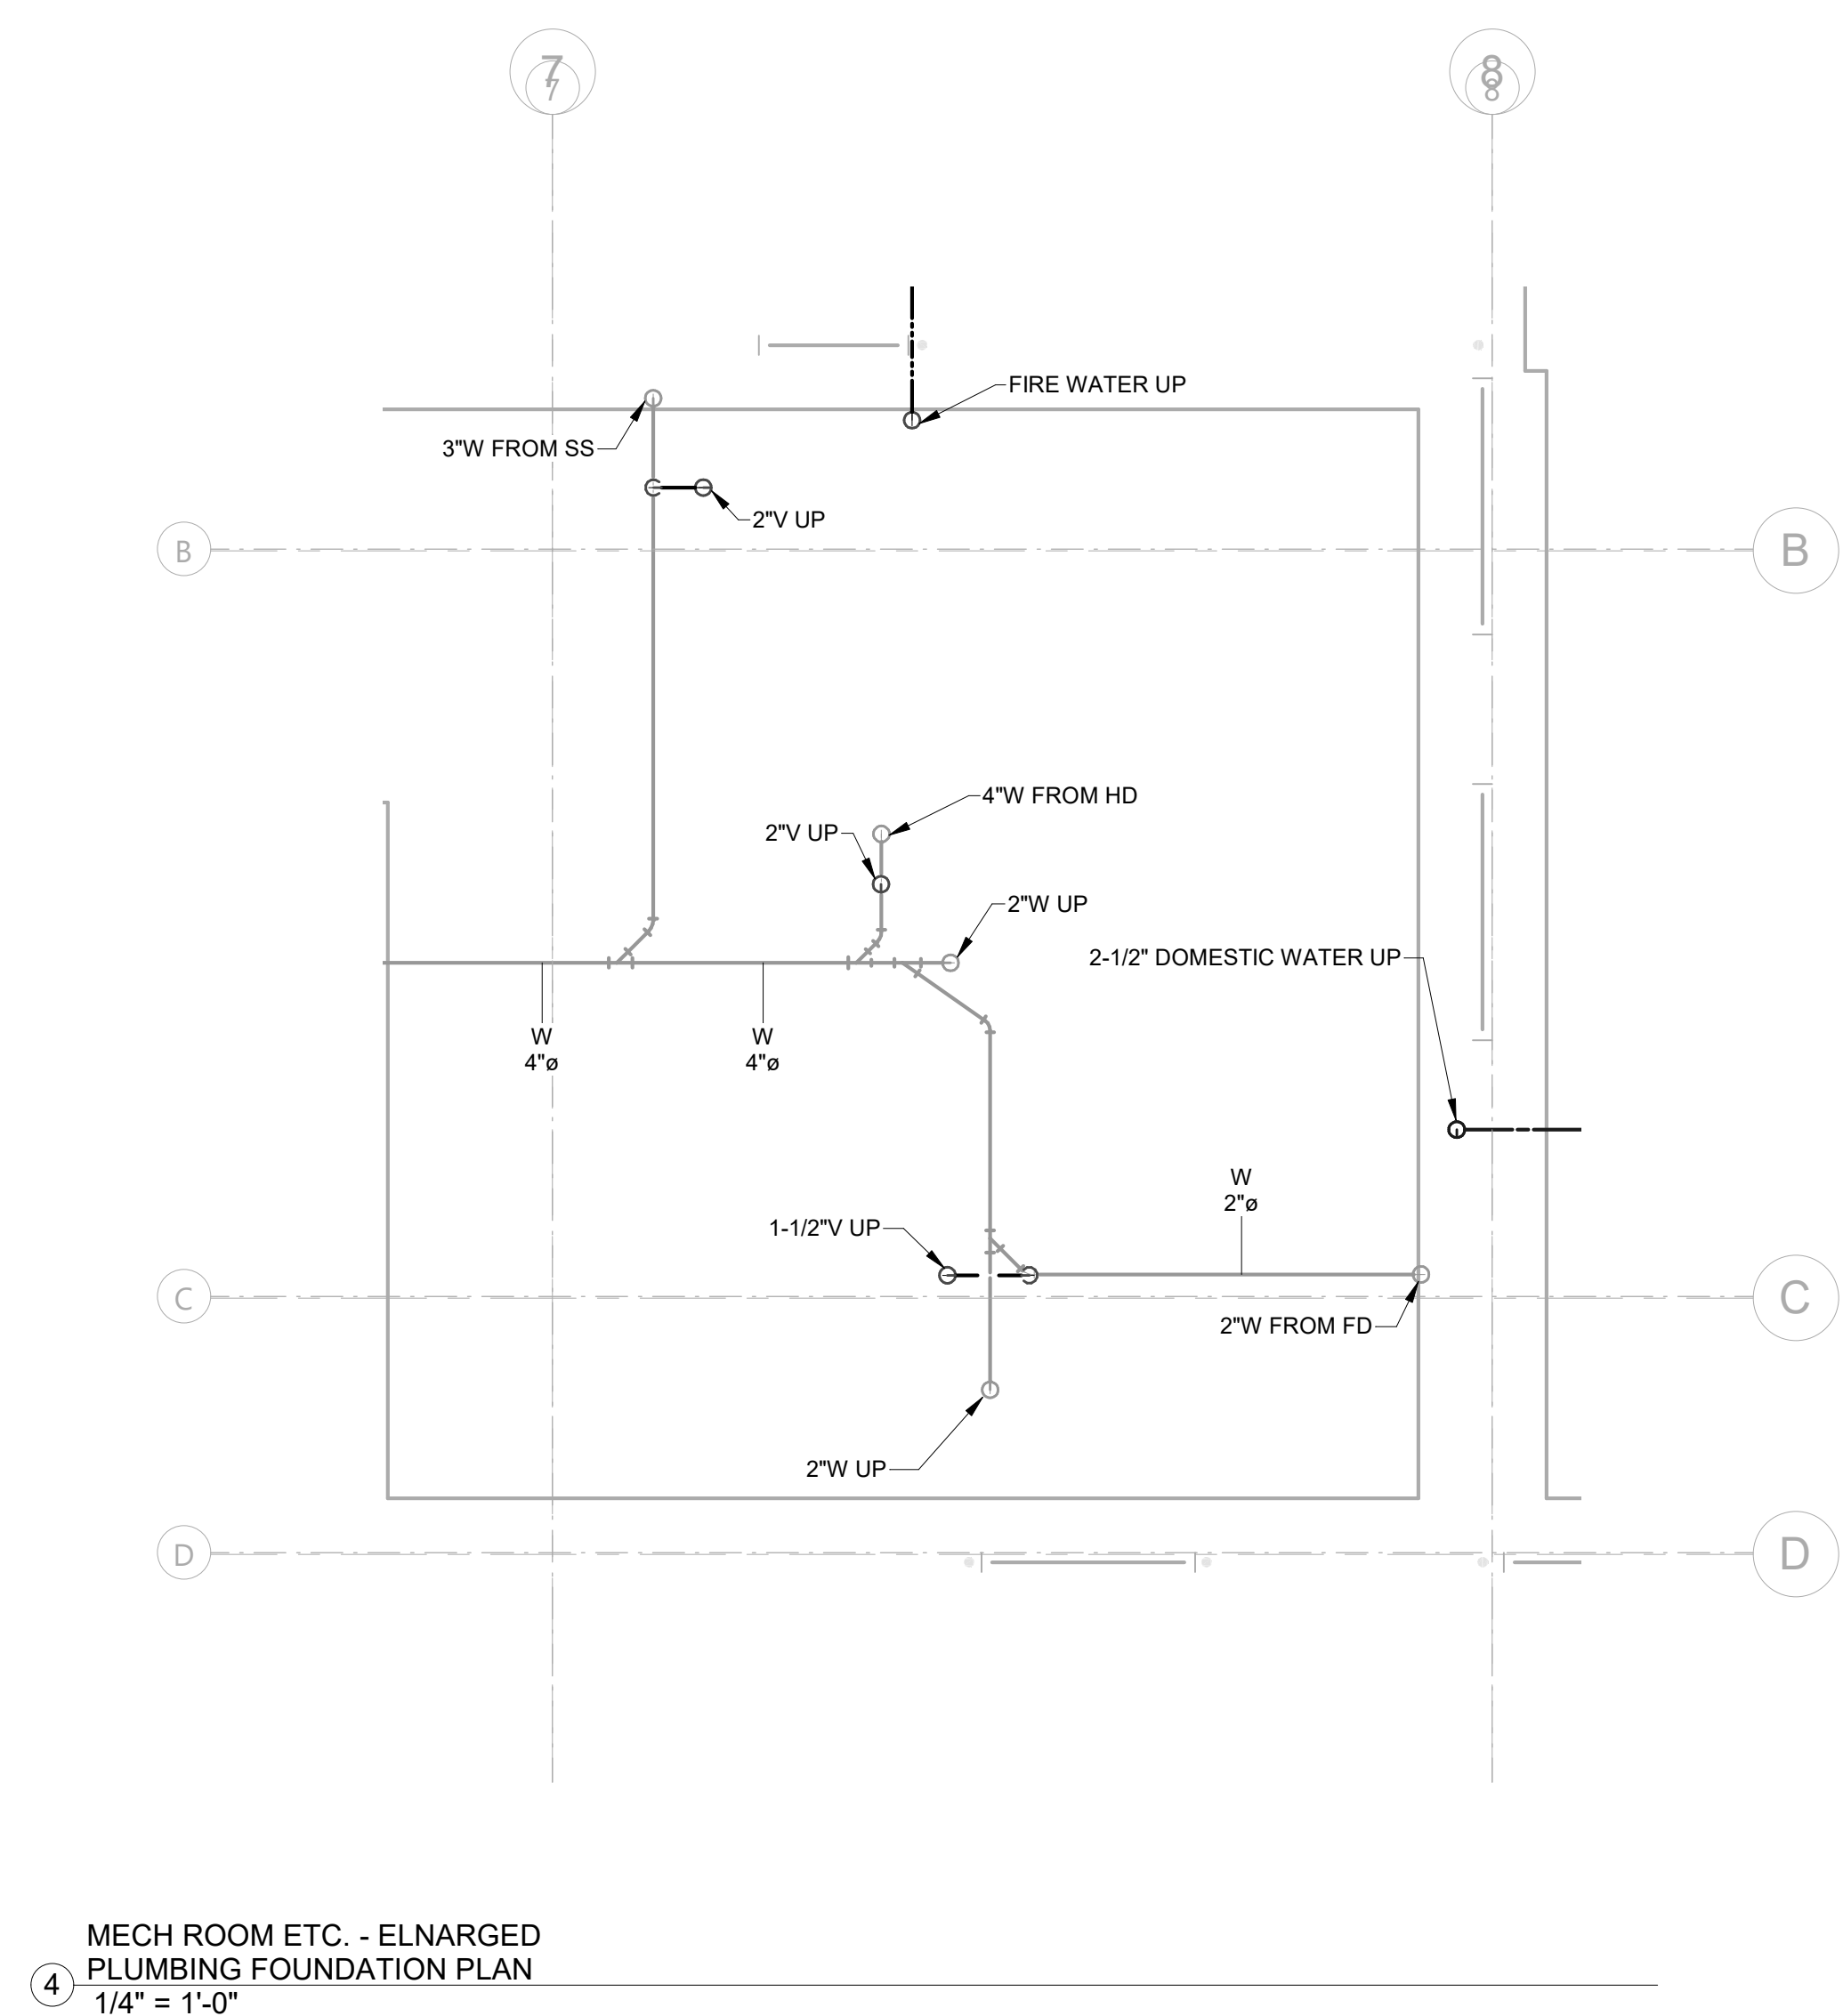 7
7
8
8
FIRE WATER UP
3"W FROM SS
2"V UP
B
B
4"W FROM HD
2"V UP
2"W UP
2-1/2" DOMESTIC WATER UP
W
4"ø
W
4"ø
W
2"ø
1-1/2"V UP
C
C
2"W FROM FD
2"W UP
D
D
MECH ROOM ETC. - ELNARGED
PLUMBING FOUNDATION PLAN
4
1/4" = 1'-0"